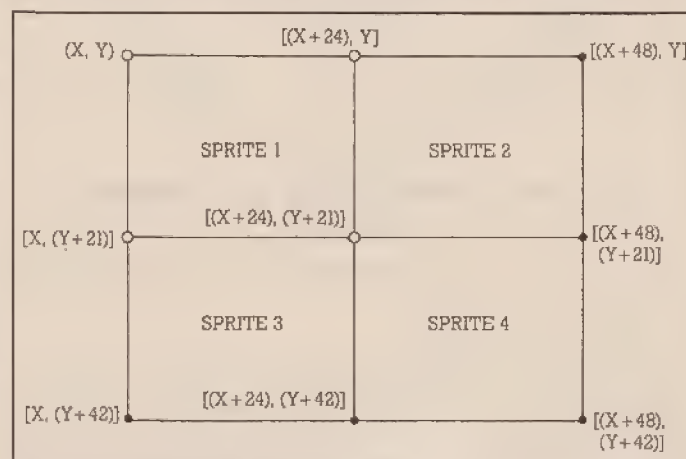 (X, Y)
[(X+24), Y]
[(X+48), Y]
SPRITE 1
SPRITE 2
[X, (Y+21)]
[(X+24), (Y+21)]
[(X+48),
(Y+21)]
SPRITE 3
SPRITE 4
[X, (Y+42)]
[(X+24), (Y+42)]
[(X+48),
(Y+42)]